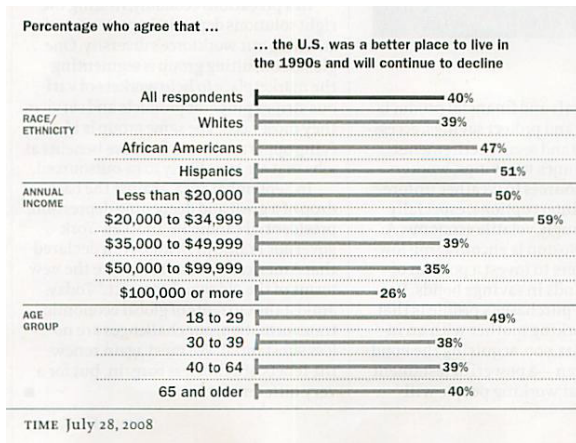 Percentage who agree that ...
... the U.S. was a better place to live in
the 1990s and will continue to decline
All respondents 40%
RACE/
ETHNICITY
Whites 39%
African Americans 47%
Hispanics 51%
ANNUAL
INCOME
Less than $20,000 50%
$20,000 to $34,999 59%
$35,000 to $49,999 39%
$50,000 to $99,999 35%
$100,000 or more 26%
AGE
GROUP
18 to 29 49%
30 to 39 38%
40 to 64 39%
65 and older 40%
TIME July 28, 2008